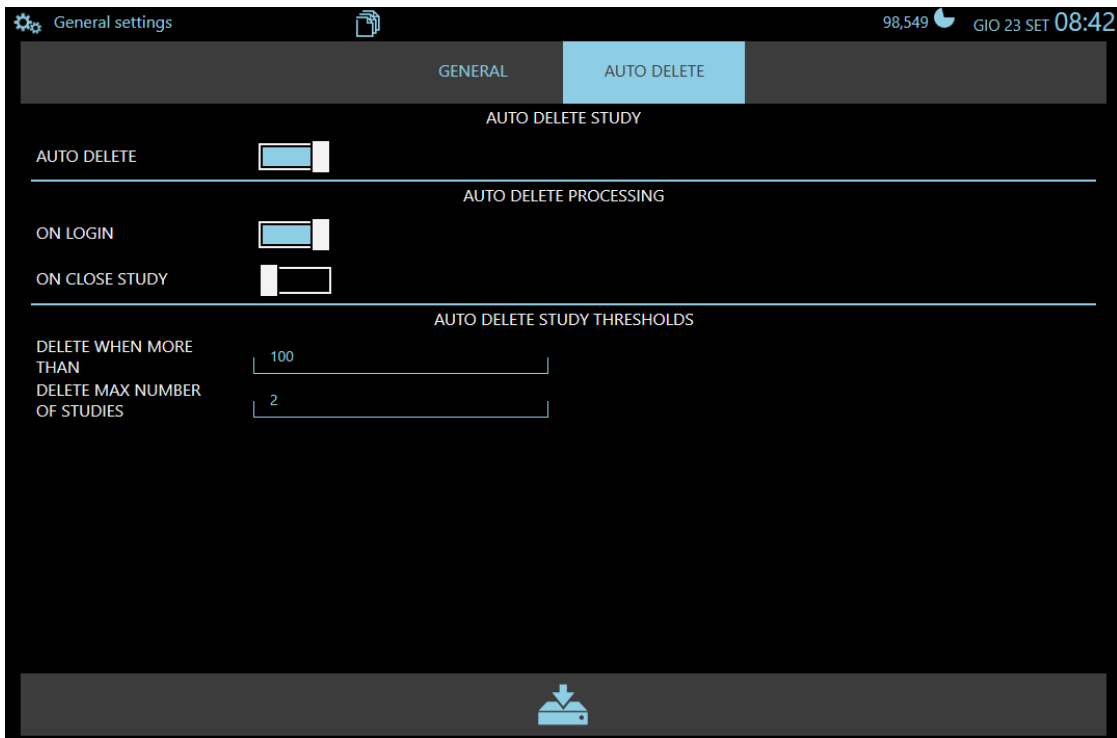 General settings
98,549 GIO 23 SET 08:42
GENERAL
AUTO DELETE
AUTO DELETE STUDY
AUTO DELETE
AUTO DELETE PROCESSING
ON LOGIN
ON CLOSE STUDY
AUTO DELETE STUDY THRESHOLDS
DELETE WHEN MORE
THAN
100
DELETE MAX NUMBER
OF STUDIES
2